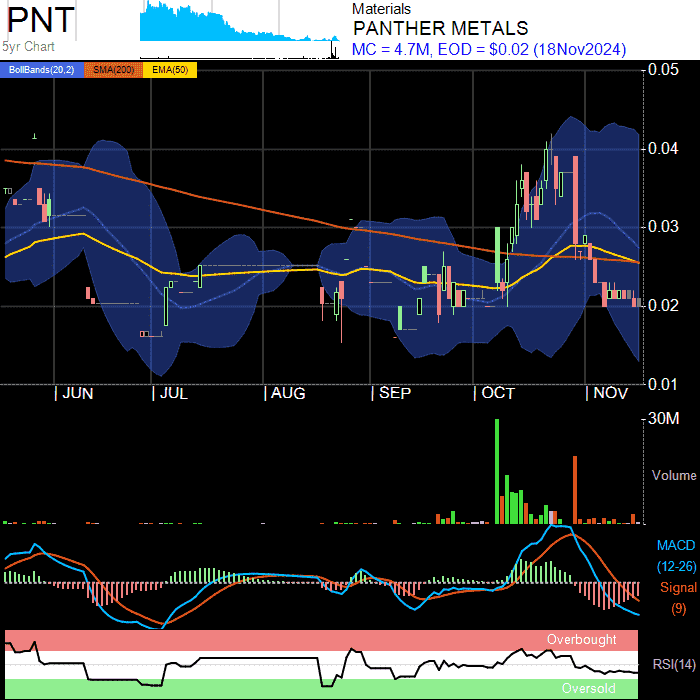 PNT
5yr Chart
Materials
PANTHER METALS
MC = 4.7M, EOD = $0.02 (18Nov2024)
BollBands(20,2) SMA(200) EMA(50)
0.05
0.04
0.03
0.02
0.01
JUN JUL AUG SEP OCT NOV
30M
Volume
MACD
(12-26)
Signal
(9)
Overbought
RSI(14)
Oversold